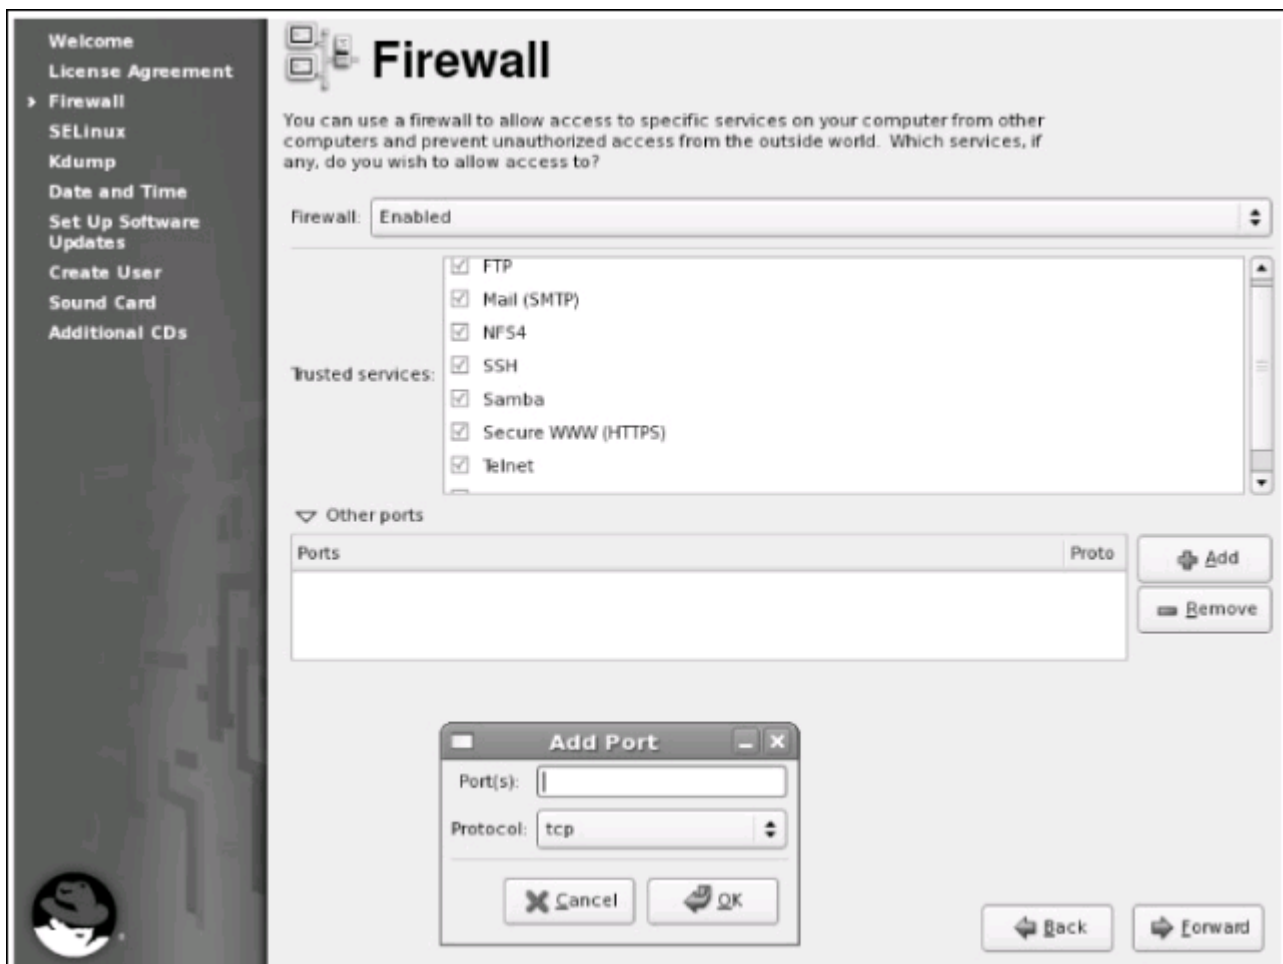 Welcome
License Agreement
Firewall
SELinux
Kdump
Date and Time
Set Up Software
Updates
Create User
Sound Card
Additional CDs
Firewall
You can use a firewall to allow access to specific services on your computer from other
computers and prevent unauthorized access from the outside world. Which services, if
any, do you wish to allow access to?
Firewall: Enabled
Trusted services:
FTP
Mail (SMTP)
NFS4
SSH
Samba
Secure WWW (HTTPS)
Telnet
Other ports
Ports Proto
Add
Remove
Add Port
Port(s):
Protocol: tcp
Cancel OK
Back Forward